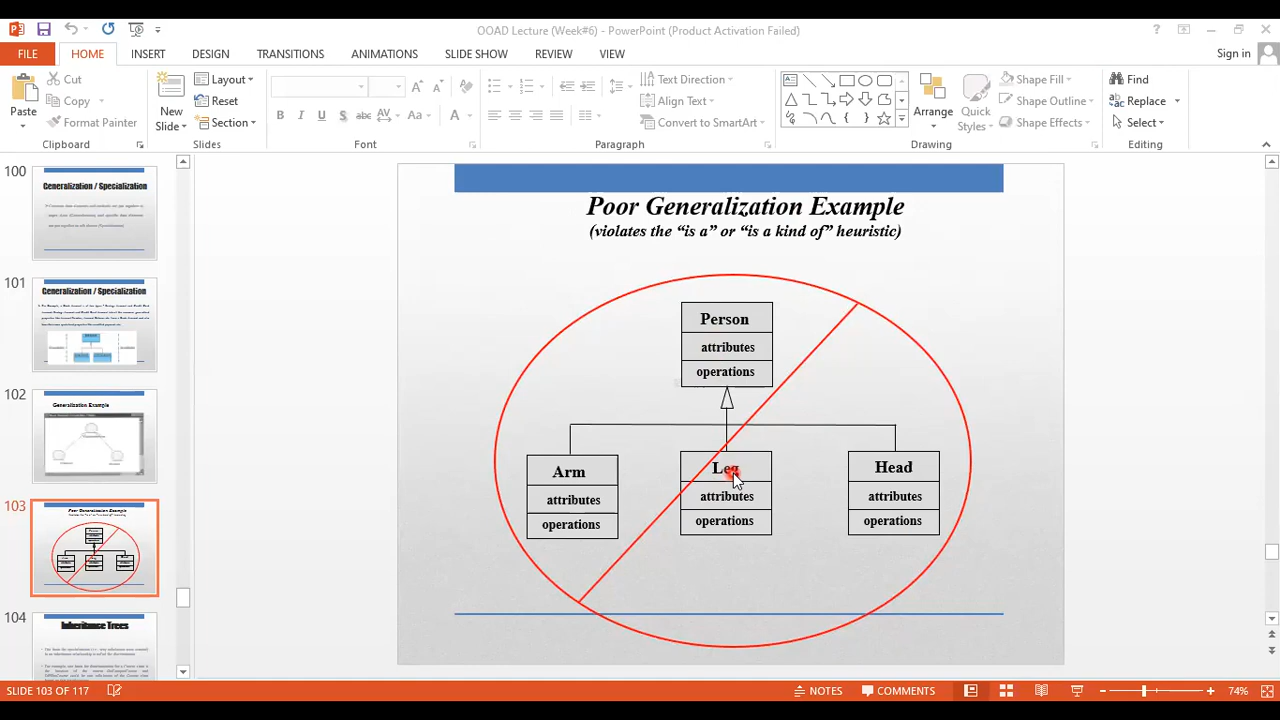 OOAD Lecture (Week#6) - PowerPoint (Product Activation Failed)
FILE HOME INSERT DESIGN TRANSITIONS ANIMATIONS SLIDE SHOW REVIEW VIEW Sign in
Paste
Cut
Copy
Format Painter
Clipboard
New
Slide
Layout
Reset
Section
Slides
Font
Text Direction
Align Text
Convert to SmartArt
Paragraph
Arrange
Quick
Styles
Shape Fill
Shape Outline
Shape Effects
Drawing
Find
Replace
Select
Editing
100
Generalization / Specialization
101
Generalization / Specialization
102
Generalization Example
103
Poor Generalization Example
104
Inheritance Trees
Poor Generalization Example
(violates the “is a” or “is a kind of” heuristic)
Person
attributes
operations
Arm
attributes
operations
Leg
attributes
operations
Head
attributes
operations
SLIDE 103 OF 117
NOTES COMMENTS 74%